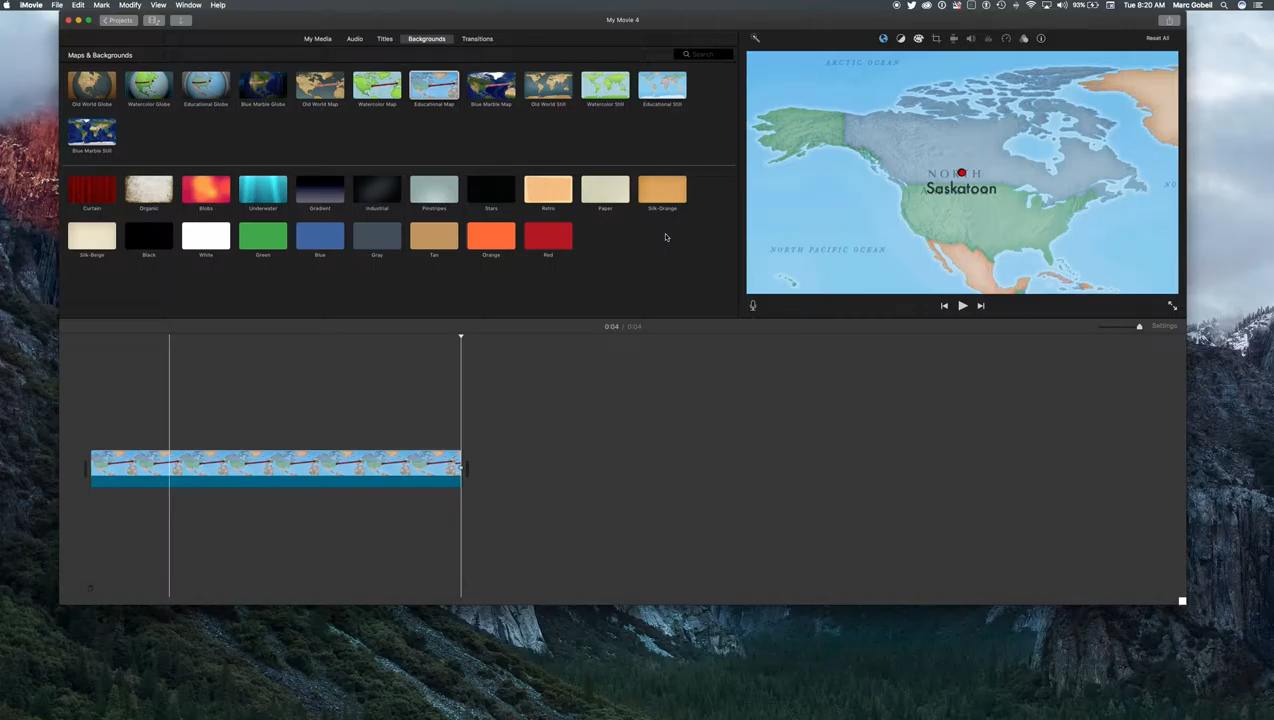 iMovie File Edit Mark Modify View Window Help
93% Tue 8:20 AM Marc Gobeil
Projects
My Movie 4
My Media Audio Titles Backgrounds Transitions
Reset All
Maps & Backgrounds
Search
Old World Globe Watercolor Globe Educational Globe Blue Marble Globe Old World Map Watercolor Map Educational Map Blue Marble Map Old World Still Watercolor Still Educational Still
Blue Marble Still
Curtain Organic Blobs Underwater Gradient Industrial Pinstripes Stars Retro Paper Silk-Orange
Silk-Beige Black White Green Blue Gray Tan Orange Red
ARCTIC OCEAN
NORTH
Saskatoon
NO
NORTH PACIFIC OCEAN
0:04 / 0:04
Settings